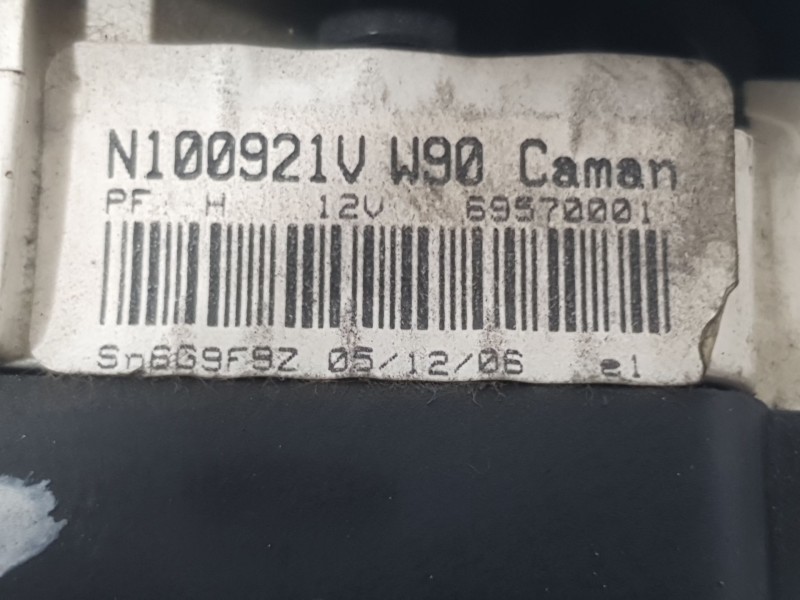 N100921V W90 Caman
PF H 12V 69570001
Sn6G9F9Z 05/12/06 e1